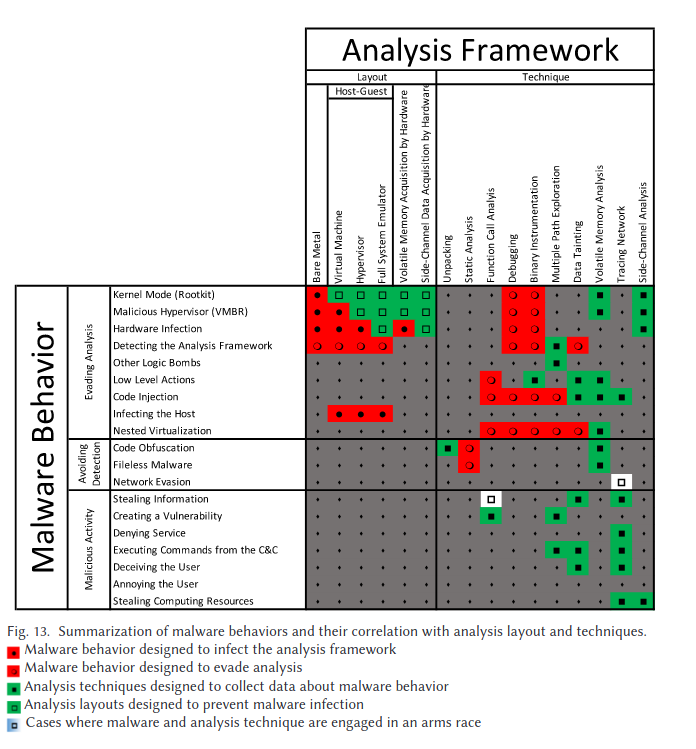 Analysis Framework
Layout
Technique
Host-Guest
Bare Metal
Virtual Machine
Hypervisor
Full System Emulator
Volatile Memory Acquisition by Hardware
Side-Channel Data Acquisition by Hardware
Unpacking
Static Analysis
Function Call Analyis
Debugging
Binary Instrumentation
Multiple Path Exploration
Data Tainting
Volatile Memory Analysis
Tracing Network
Side-Channel Analysis
Malware Behavior
Evading Analysis
Kernel Mode (Rootkit)
Malicious Hypervisor (VMBR)
Hardware Infection
Detecting the Analysis Framework
Other Logic Bombs
Low Level Actions
Code Injection
Infecting the Host
Nested Virtualization
Avoiding
Detection
Code Obfuscation
Fileless Malware
Network Evasion
Malicious Activity
Stealing Information
Creating a Vulnerability
Denying Service
Executing Commands from the C&C
Deceiving the User
Annoying the User
Stealing Computing Resources
Fig. 13. Summarization of malware behaviors and their correlation with analysis layout and techniques.
Malware behavior designed to infect the analysis framework
Malware behavior designed to evade analysis
Analysis techniques designed to collect data about malware behavior
Analysis layouts designed to prevent malware infection
Cases where malware and analysis technique are engaged in an arms race